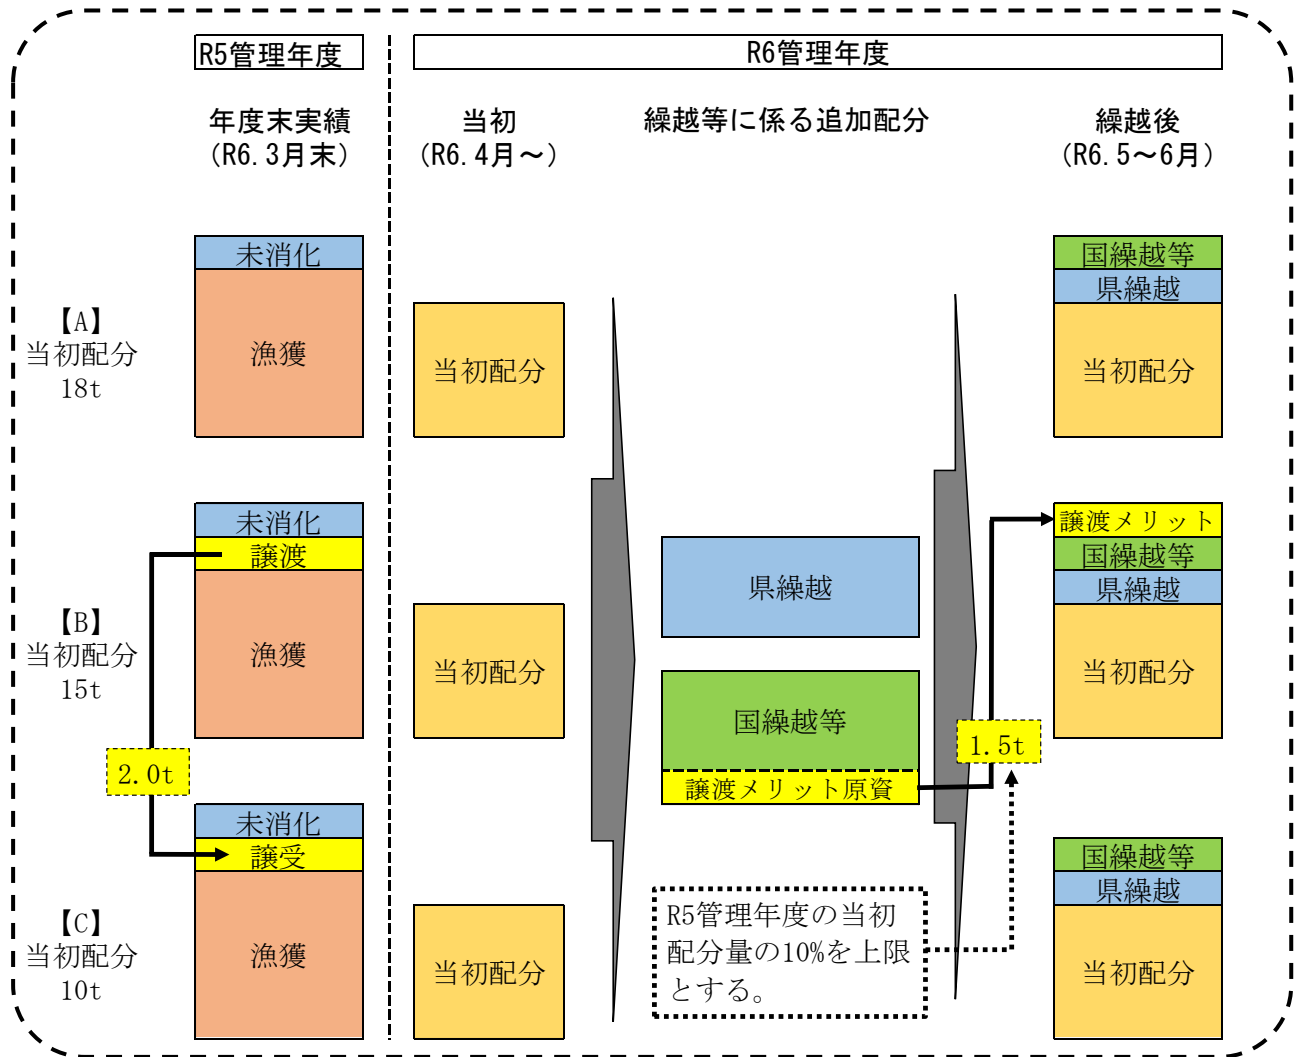 R5管理年度
R6管理年度
年度末実績
（R6.3月末）
当初
（R6.4月～）
繰越等に係る追加配分
繰越後
（R6.5～6月）
【A】
当初配分
18t
未消化
漁獲
当初配分
国繰越等
県繰越
当初配分
【B】
当初配分
15t
未消化
譲渡
漁獲
当初配分
県繰越
国繰越等
譲渡メリット原資
譲渡メリット
国繰越等
県繰越
当初配分
2.0t
1.5t
【C】
当初配分
10t
未消化
譲受
漁獲
当初配分
R5管理年度の当初
配分量の10%を上限
とする。
国繰越等
県繰越
当初配分